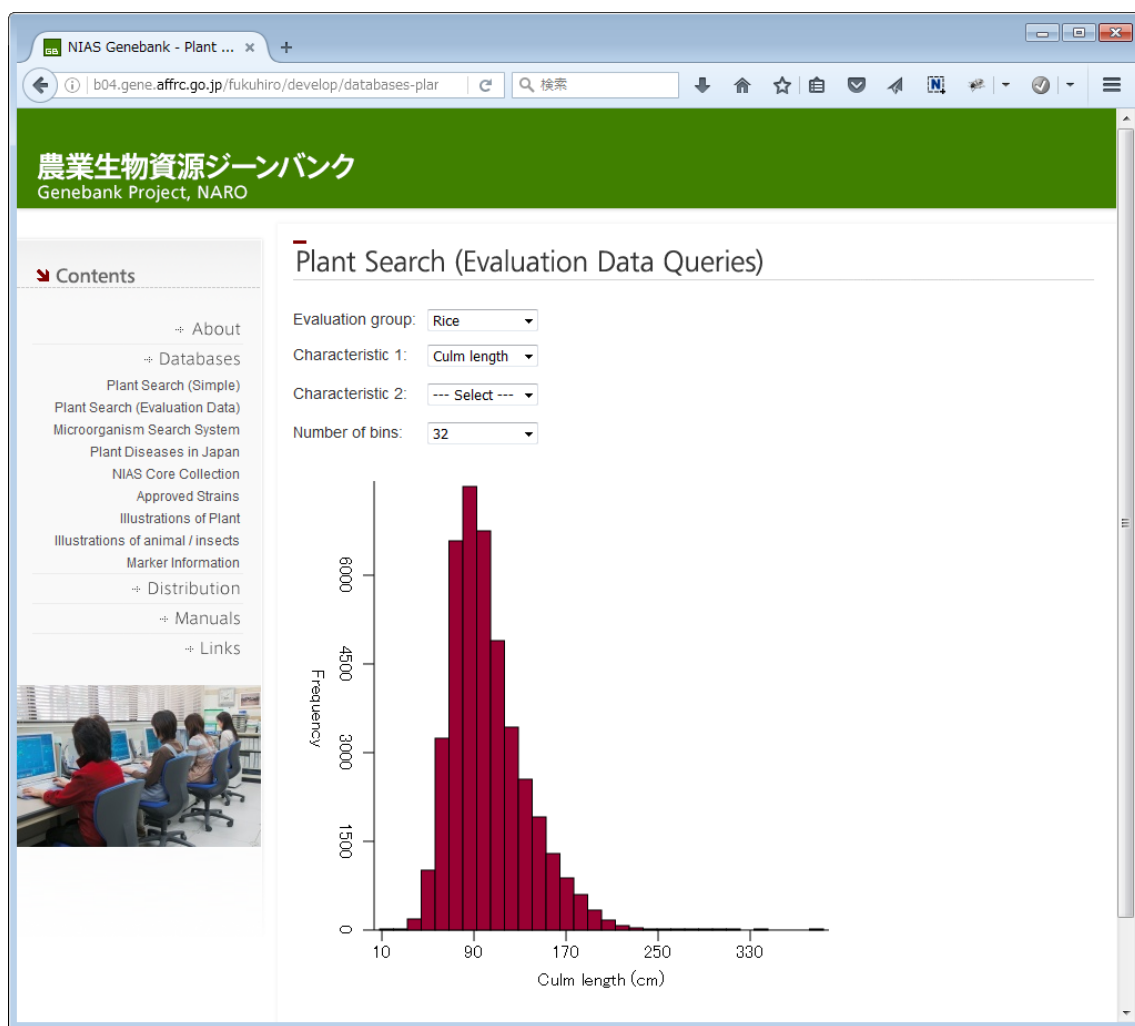 NIAS Genebank - Plant ...
b04.gene.affrc.go.jp/fukuhiro/develop/databases-plar
検索
農業生物資源ジーンバンク
Genebank Project, NARO
Contents
About
Databases
Plant Search (Simple)
Plant Search (Evaluation Data)
Microorganism Search System
Plant Diseases in Japan
NIAS Core Collection
Approved Strains
Illustrations of Plant
Illustrations of animal / insects
Marker Information
Distribution
Manuals
Links
Plant Search (Evaluation Data Queries)
Evaluation group: Rice
Characteristic 1: Culm length
Characteristic 2: --- Select ---
Number of bins: 32
6000
4500
3000
1500
0
Frequency
10 90 170 250 330
Culm length (cm)